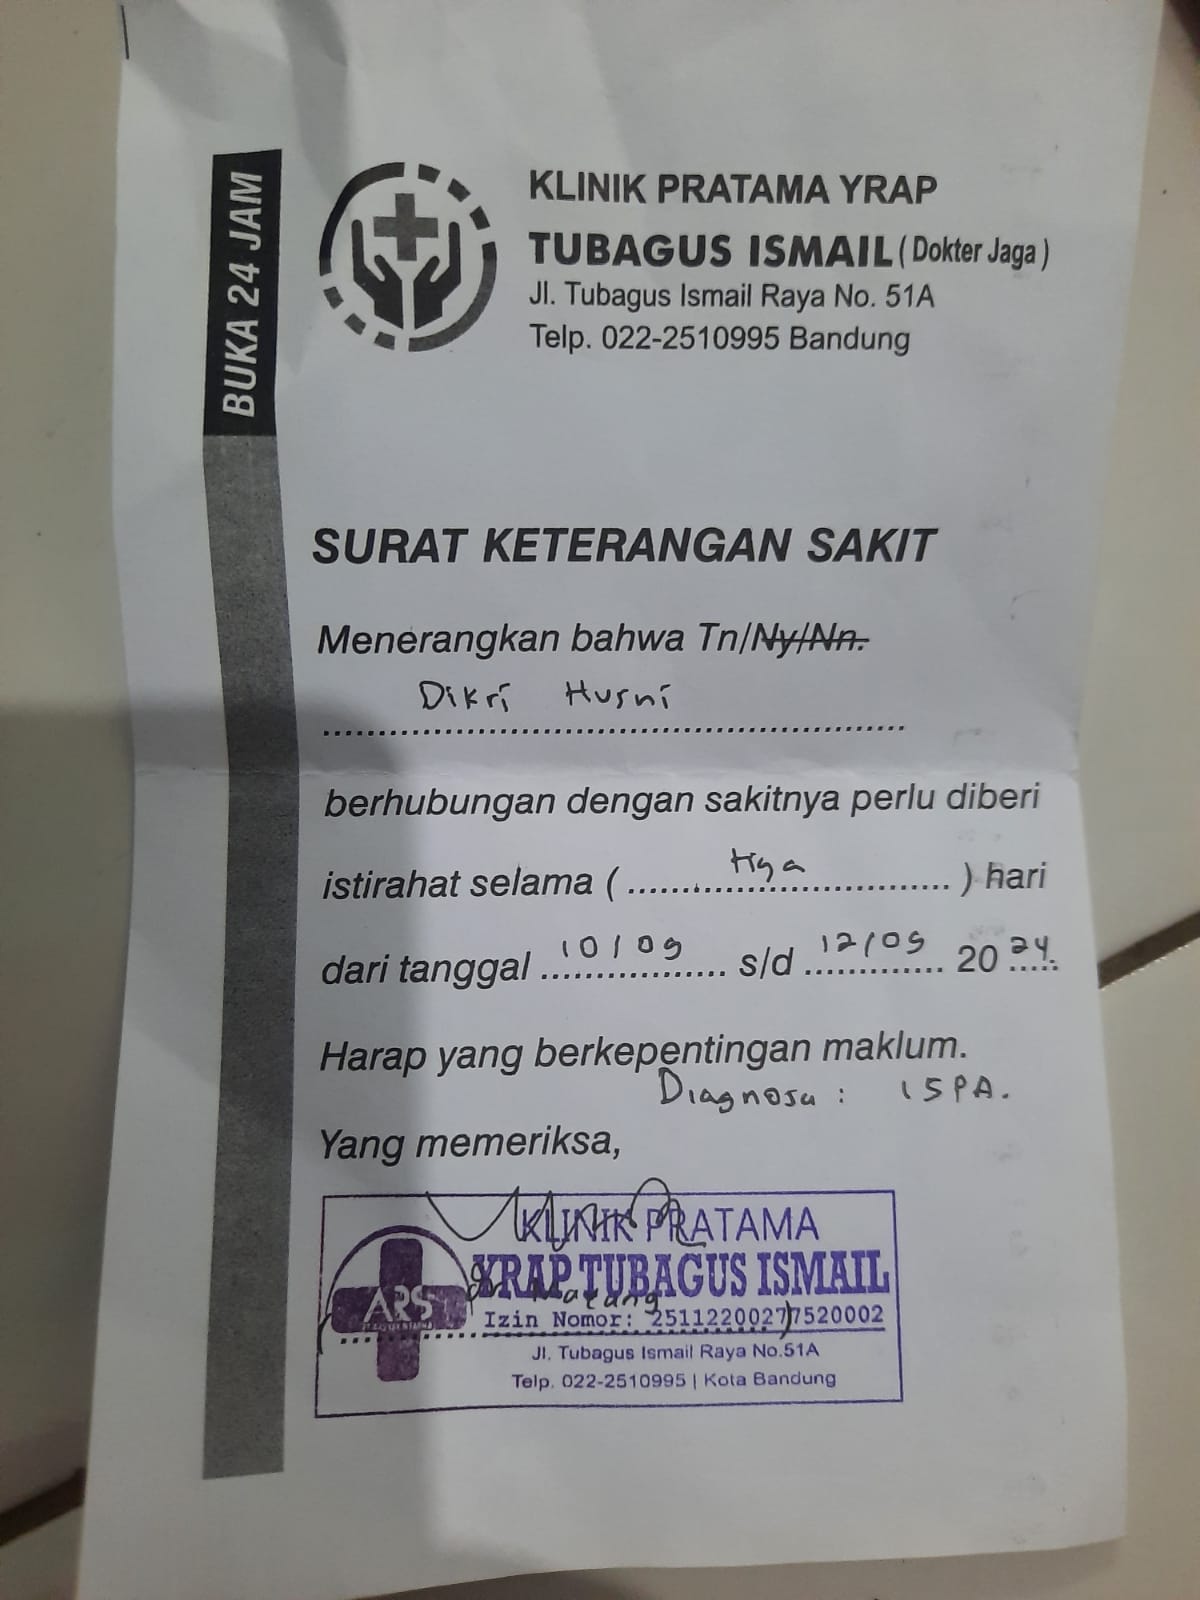 BUKA 24 JAM
KLINIK PRATAMA YRAP
TUBAGUS ISMAIL ( Dokter Jaga )
Jl. Tubagus Ismail Raya No. 51A
Telp. 022-2510995 Bandung
SURAT KETERANGAN SAKIT
Menerangkan bahwa Tn/Ny/Nn.
Dikri Husni
berhubungan dengan sakitnya perlu diberi
istirahat selama ( tiga ) hari
dari tanggal 10/09 s/d 12/09 2024.
Harap yang berkepentingan maklum.
Diagnosa : ISPA.
Yang memeriksa,
KLINIK PRATAMA
YRAP TUBAGUS ISMAIL
ARS
dr
Izin Nomor: 25112200277520002
Jl. Tubagus Ismail Raya No.51A
Telp. 022-2510995 | Kota Bandung